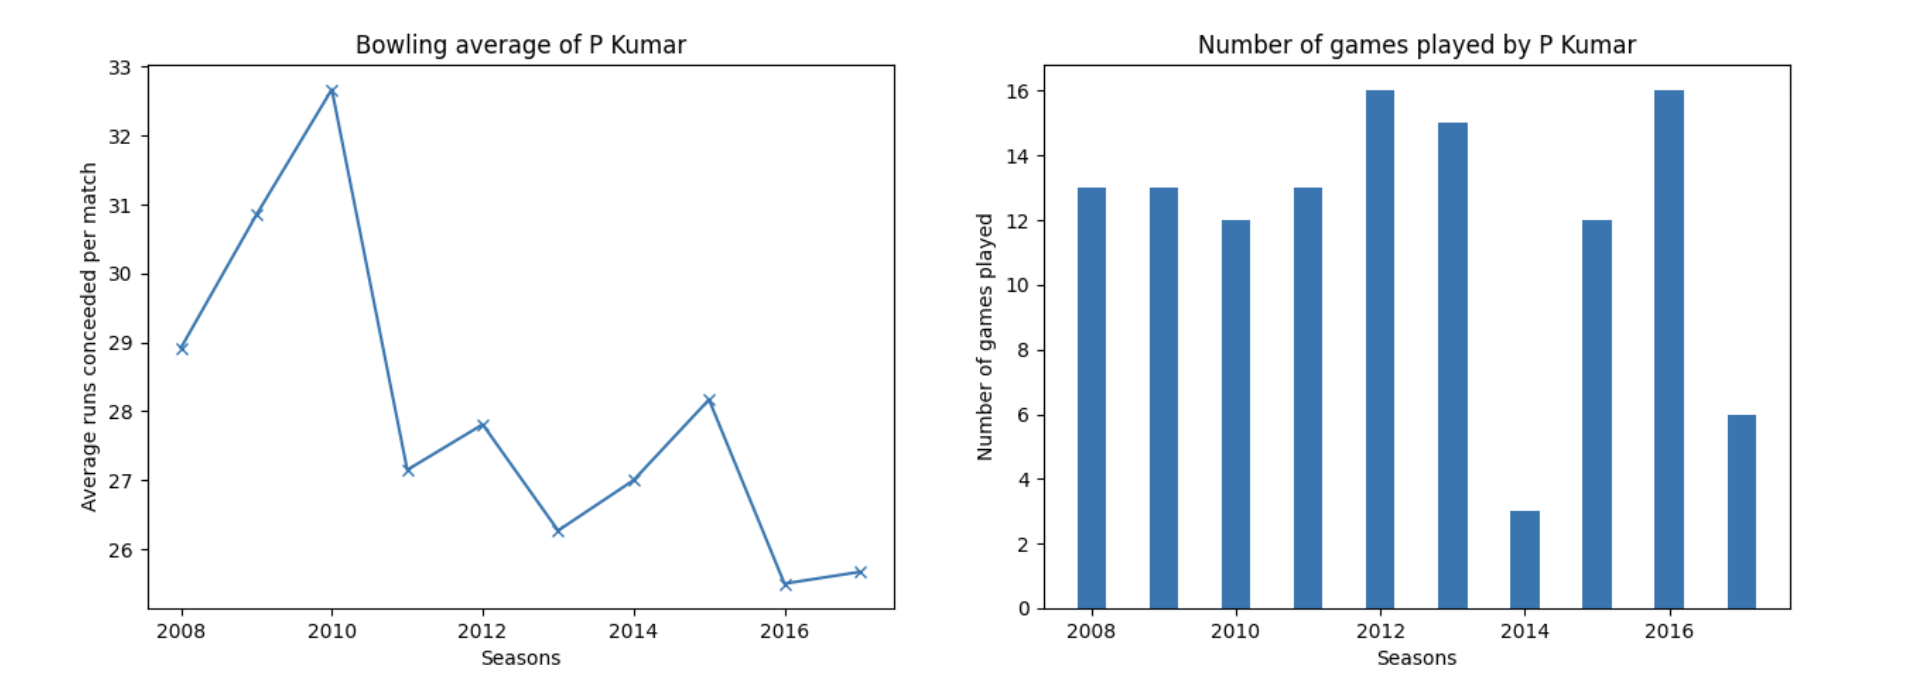 Bowling average of P Kumar
33
32
31
30
29
28
27
26
Average runs conceeded per match
2008 2010 2012 2014 2016
Seasons
Number of games played by P Kumar
16
14
12
10
8
6
4
2
0
Number of games played
2008 2010 2012 2014 2016
Seasons